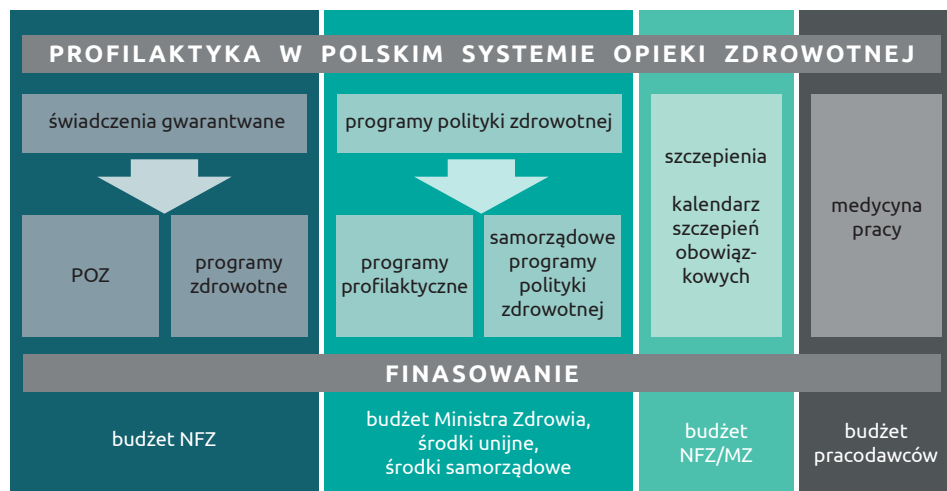 PROFILAKTYKA W POLSKIM SYSTEMIE OPIEKI ZDROWOTNEJ
świadczenia gwarantwane
POZ
programy
zdrowotne
programy polityki zdrowotnej
programy
profilaktyczne
samorządowe
programy
polityki
zdrowotnej
szczepienia
kalendarz
szczepień
obowiąz-
kowych
medycyna
pracy
FINASOWANIE
budżet NFZ
budżet Ministra Zdrowia,
środki unijne,
środki samorządowe
budżet
NFZ/MZ
budżet
pracodawców